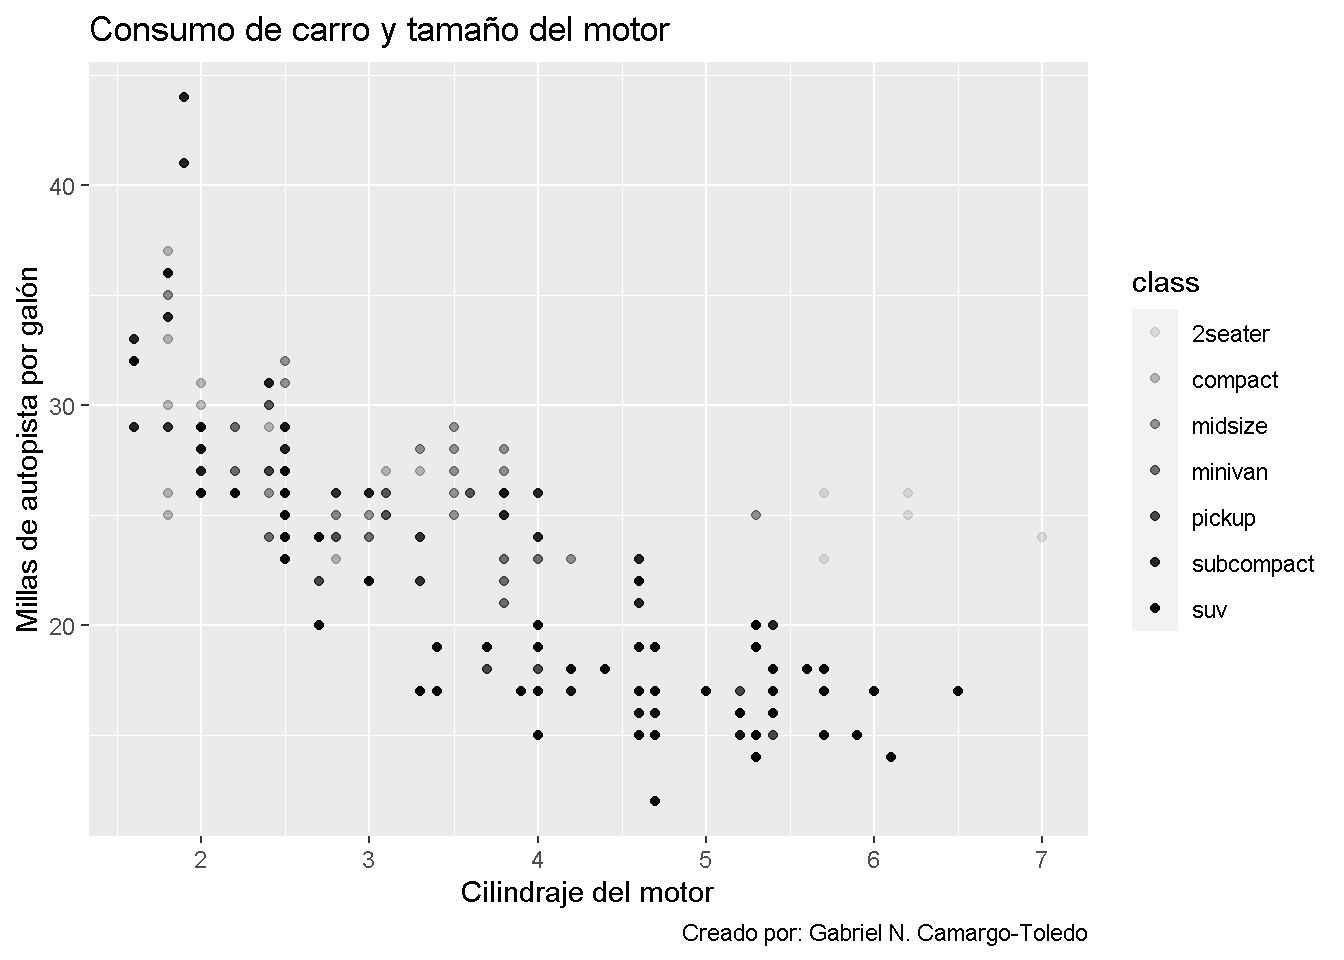 Consumo de carro y tamaño del motor
Millas de autopista por galón
40
30
20
2 3 4 5 6 7
Cilindraje del motor
class
2seater
compact
midsize
minivan
pickup
subcompact
suv
Creado por: Gabriel N. Camargo-Toledo